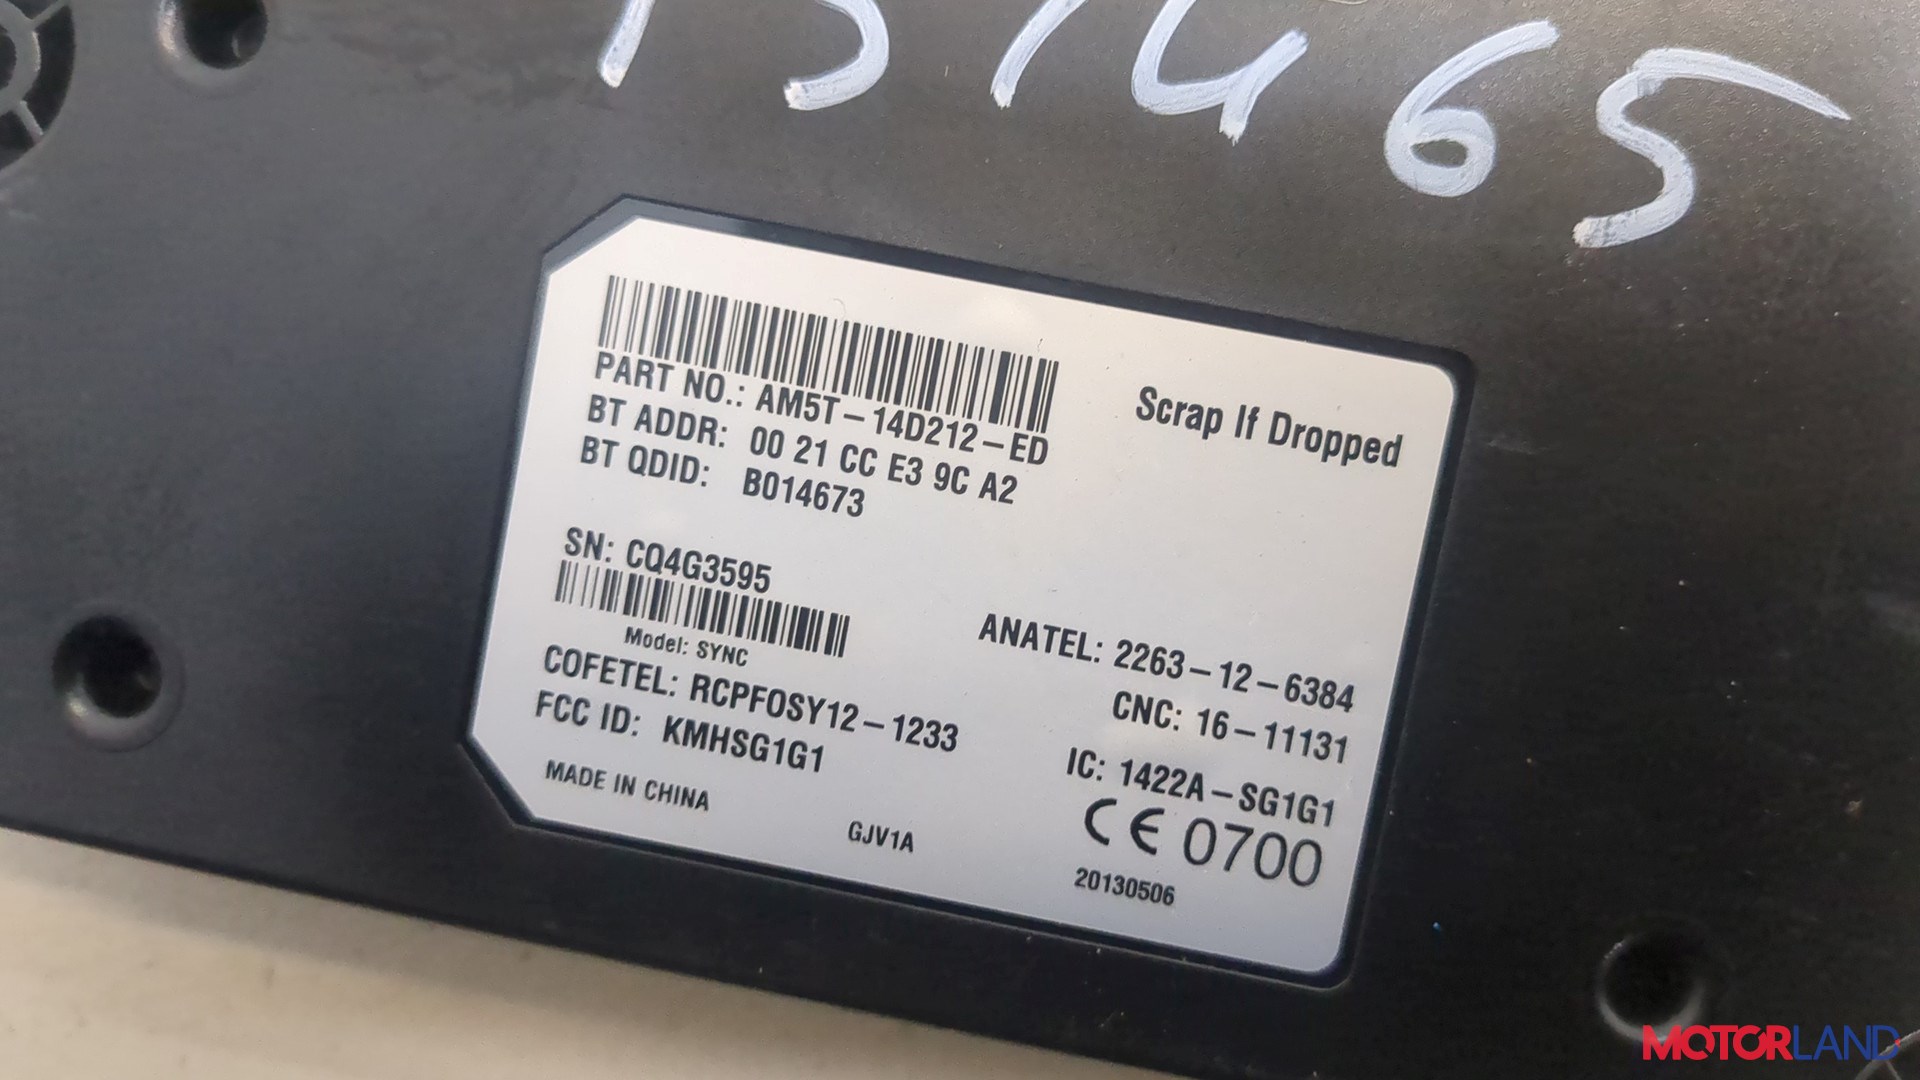 65
PART NO.: AM5T-14D212-ED
BT ADDR: 00 21 CC E3 9C A2
BT QDID: B014673
Scrap If Dropped
SN: CQ4G3595
Model: SYNC
COFETEL: RCPFOSY12-1233
FCC ID: KMHSG1G1
MADE IN CHINA
GJV1A
ANATEL: 2263-12-6384
CNC: 16-11131
IC: 1422A-SG1G1
CE 0700
20130506
MOTORLAND